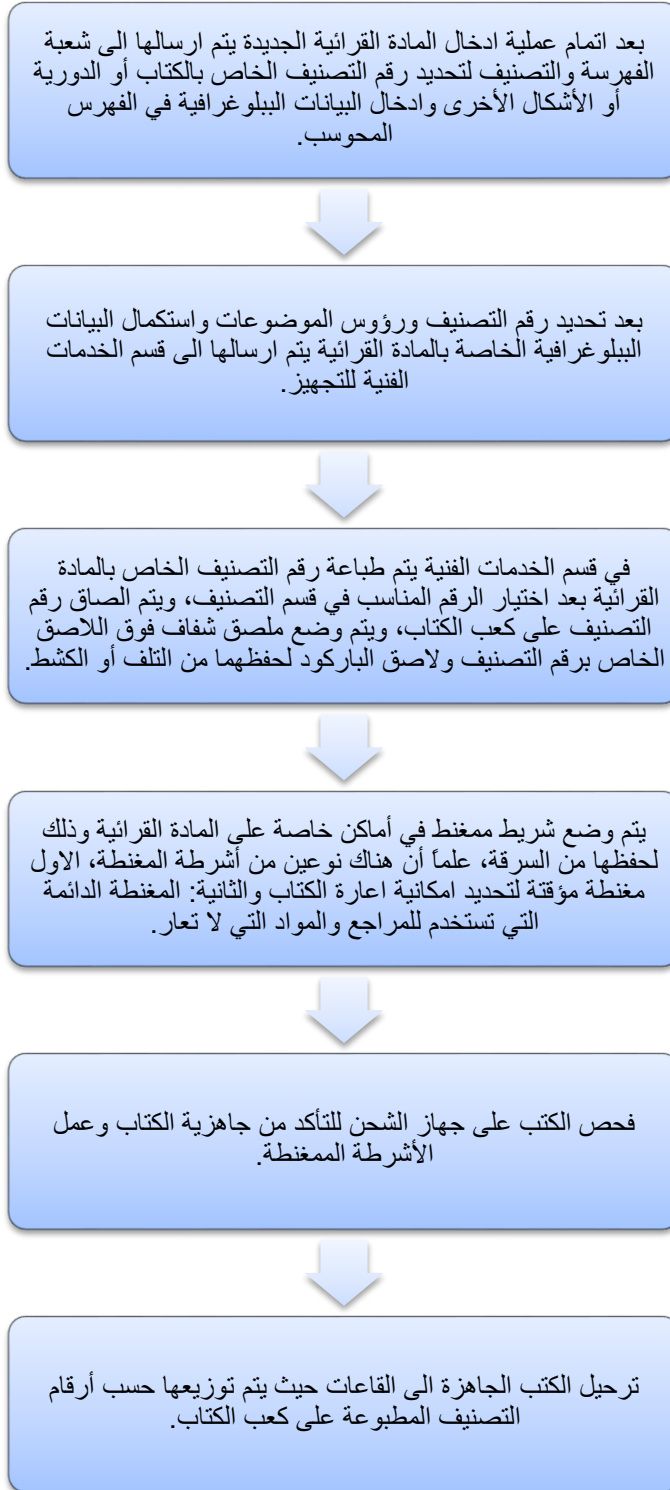 بعد اتمام عملية ادخال المادة القرائية الجديدة يتم ارسالها الى شعبة
الفهرسة والتصنيف لتحديد رقم التصنيف الخاص بالكتاب أو الدورية
أو الأشكال الأخرى وادخال البيانات الببلوغرافية في الفهرس
المحوسب.
بعد تحديد رقم التصنيف ورؤوس الموضوعات واستكمال البيانات
الببلوغرافية الخاصة بالمادة القرائية يتم ارسالها الى قسم الخدمات
الفنية للتجهيز.
في قسم الخدمات الفنية يتم طباعة رقم التصنيف الخاص بالمادة
القرائية بعد اختيار الرقم المناسب في قسم التصنيف، ويتم الصاق رقم
التصنيف على كعب الكتاب، ويتم وضع ملصق شفاف فوق اللاصق
الخاص برقم التصنيف ولاصق الباركود لحفظهما من التلف أو الكشط.
يتم وضع شريط ممغنط في أماكن خاصة على المادة القرائية وذلك
لحفظها من السرقة، علماً أن هناك نوعين من أشرطة المغنطة، الاول
مغنطة مؤقتة لتحديد امكانية اعارة الكتاب والثانية: المغنطة الدائمة
التي تستخدم للمراجع والمواد التي لا تعار.
فحص الكتب على جهاز الشحن للتأكد من جاهزية الكتاب وعمل
الأشرطة الممغنطة.
ترحيل الكتب الجاهزة الى القاعات حيث يتم توزيعها حسب أرقام
التصنيف المطبوعة على كعب الكتاب.